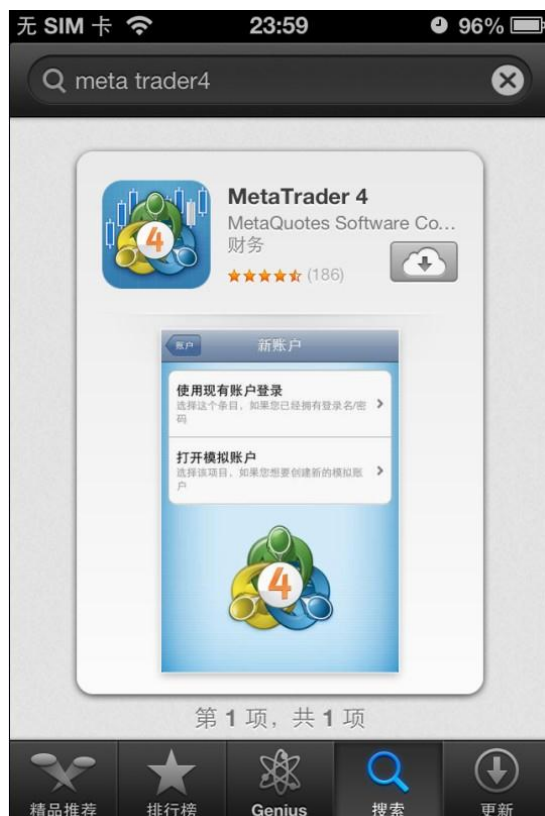 无 SIM 卡 23:59 96%
meta trader4
MetaTrader 4
MetaQuotes Software Co...
财务
(186)
4
账户 新账户
使用现有账户登录
选择这个条目，如果您已经拥有登录名/密
码
打开模拟账户
选择该项目，如果您想要创建新的模拟账
户
4
第 1 项，共 1 项
精品推荐 排行榜 Genius 搜索 更新